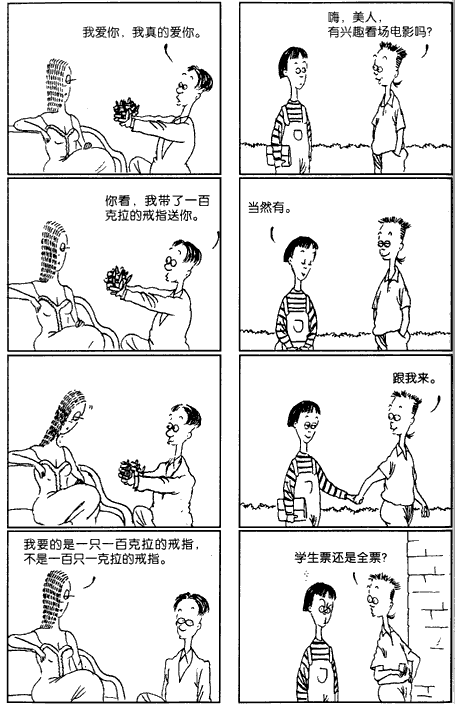 我爱你，我真的爱你。
你看，我带了一百
克拉的戒指送你。
我要的是一只一百克拉的戒指，
不是一百只一克拉的戒指。
嗨，美人，
有兴趣看场电影吗？
当然有。
跟我来。
学生票还是全票？